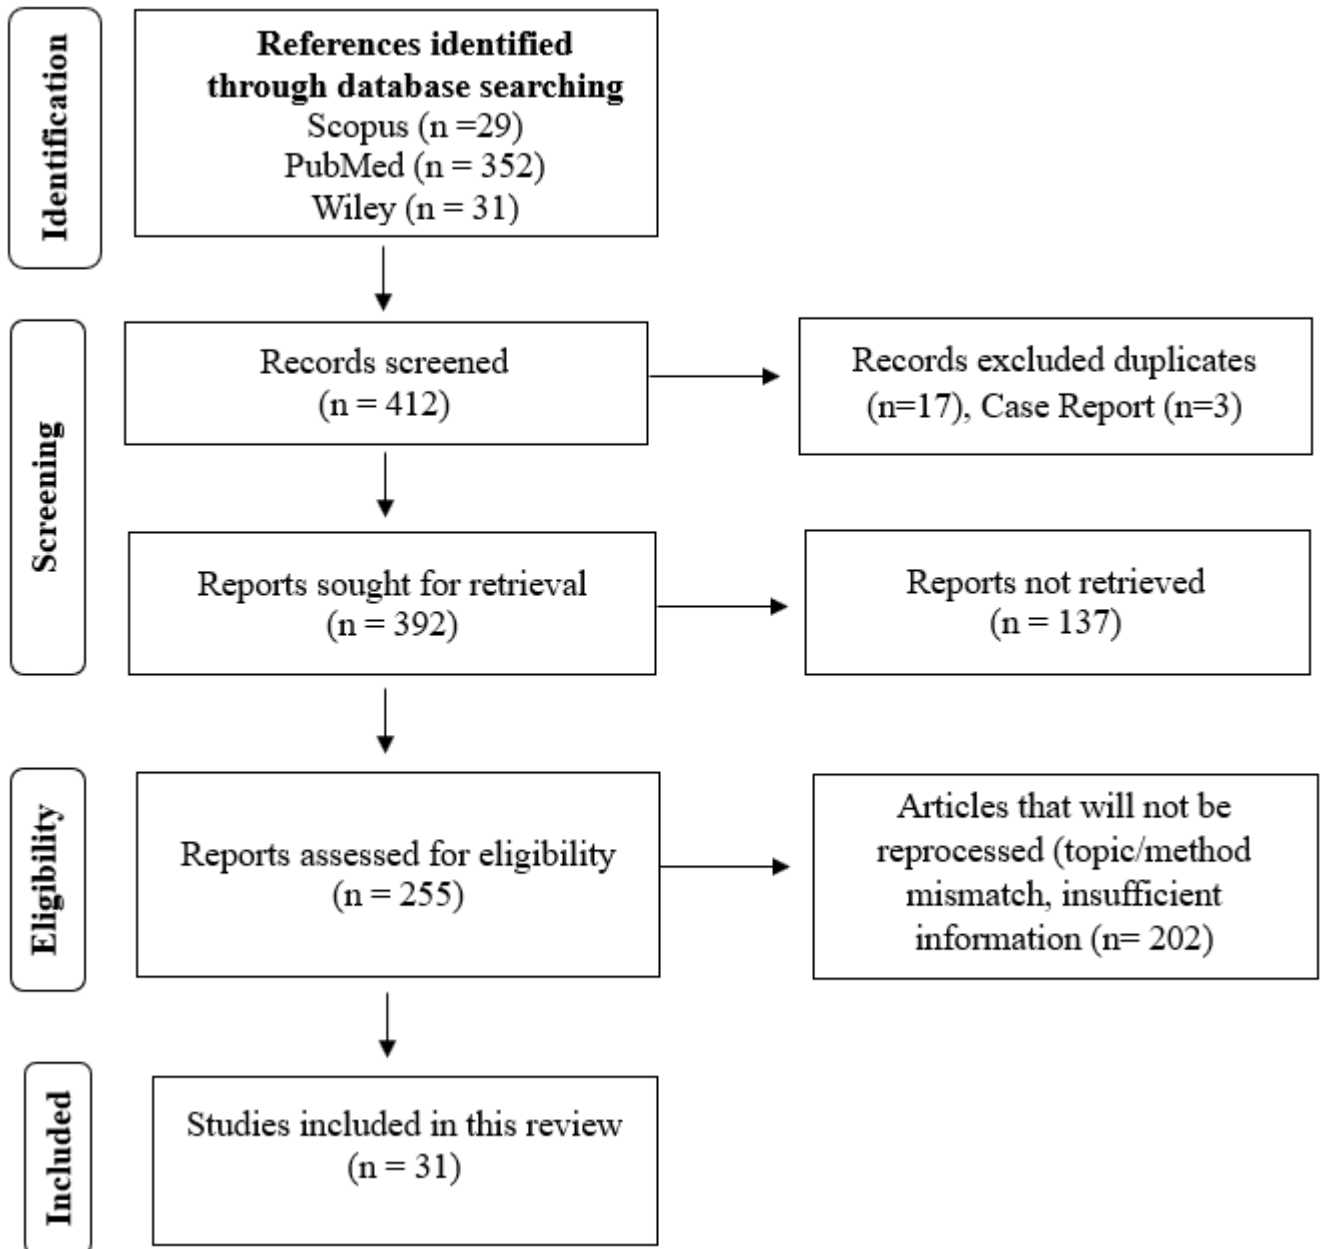 Identification
References identified
through database searching
Scopus (n =29)
PubMed (n = 352)
Wiley (n = 31)
Screening
Records screened
(n = 412)
Records excluded duplicates
(n=17), Case Report (n=3)
Reports sought for retrieval
(n = 392)
Reports not retrieved
(n = 137)
Eligibility
Reports assessed for eligibility
(n = 255)
Articles that will not be
reprocessed (topic/method
mismatch, insufficient
information (n= 202)
Included
Studies included in this review
(n = 31)